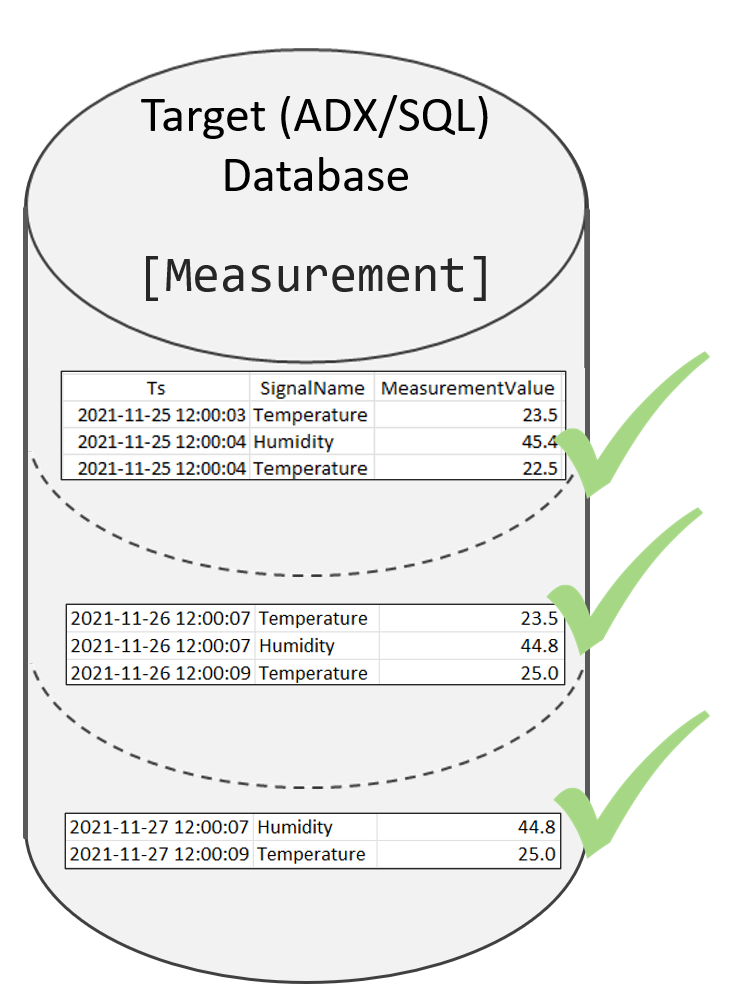 Target (ADX/SQL)
Database
[Measurement]
Ts SignalName MeasurementValue
2021-11-25 12:00:03 Temperature 23.5
2021-11-25 12:00:04 Humidity 45.4
2021-11-25 12:00:04 Temperature 22.5
2021-11-26 12:00:07 Temperature 23.5
2021-11-26 12:00:07 Humidity 44.8
2021-11-26 12:00:09 Temperature 25.0
2021-11-27 12:00:07 Humidity 44.8
2021-11-27 12:00:09 Temperature 25.0